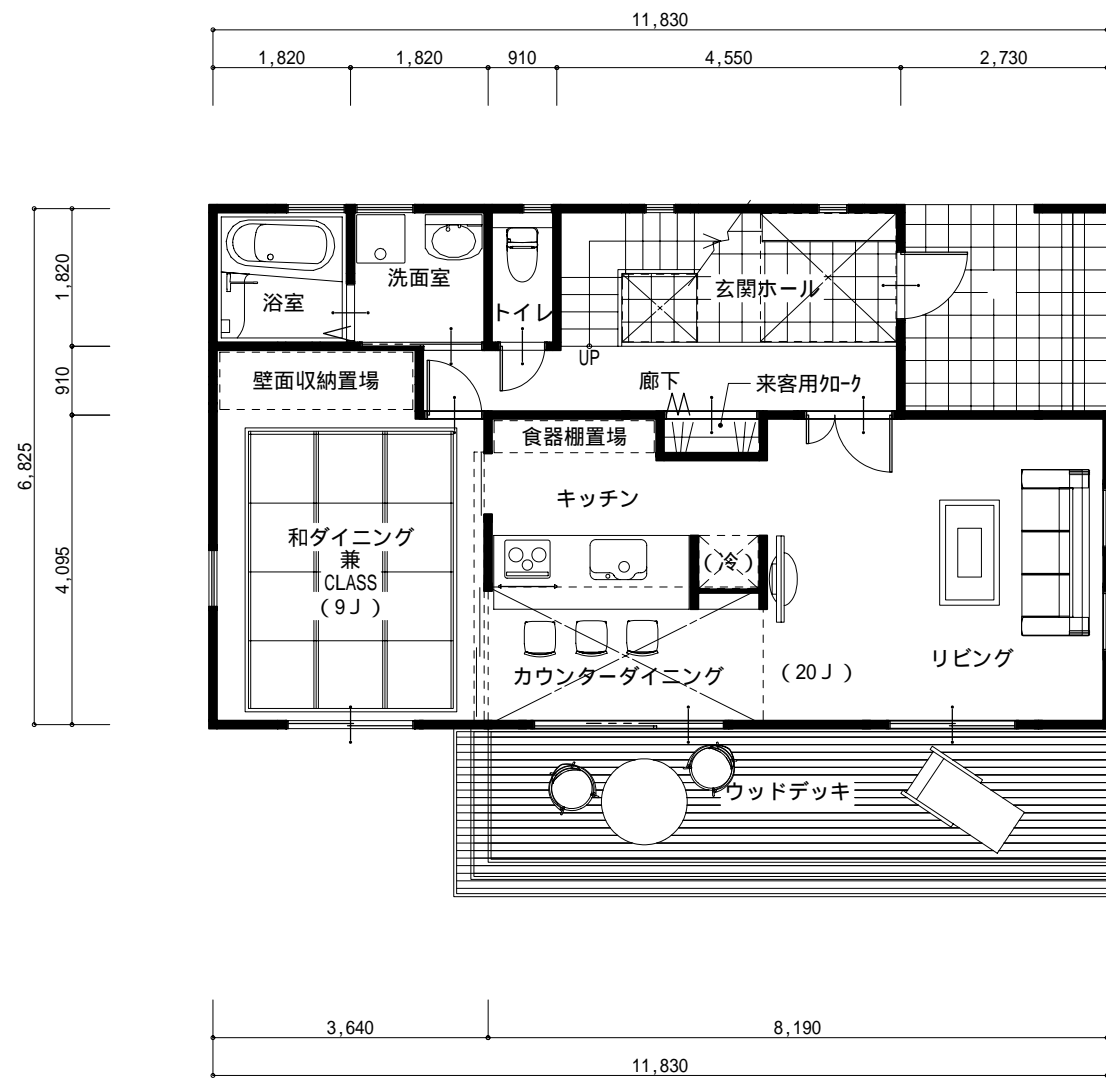 11,830
1,820
1,820
910
4,550
2,730
6,825
1,820
910
4,095
浴室
洗面室
トイレ
玄関ホール
UP
壁面収納置場
廊下
来客用ｸﾛｰｸ
食器棚置場
キッチン
和ダイニング
兼
CLASS
(9J)
(冷)
カウンターダイニング
(20J)
リビング
ウッドデッキ
3,640
8,190
11,830